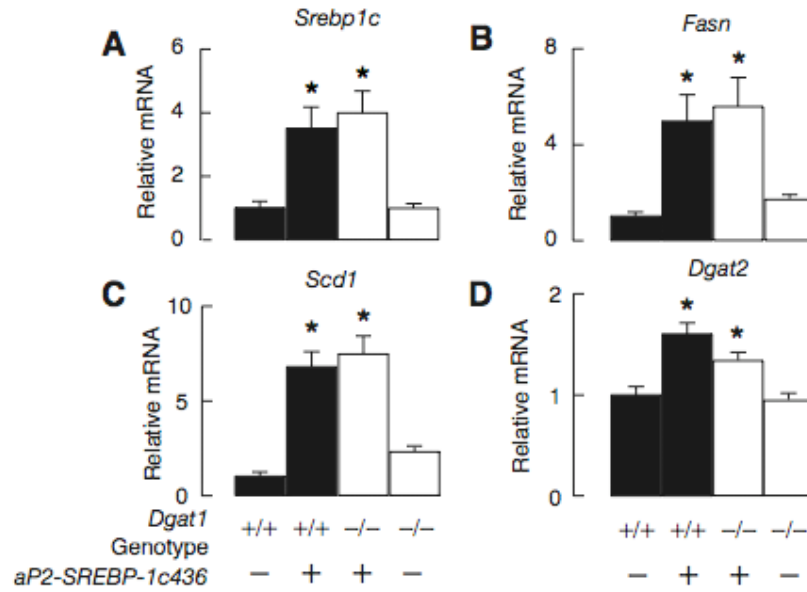 A
Srebp1c
Relative mRNA
6
4
2
0
*
*
B
Fasn
Relative mRNA
8
4
0
*
*
C
Scd1
Relative mRNA
10
5
0
*
*
D
Dgat2
Relative mRNA
2
1
0
*
*
Dgat1 +/+ +/+ −/− −/− +/+ +/+ −/− −/−
Genotype
aP2-SREBP-1c436 − + + − − + + −